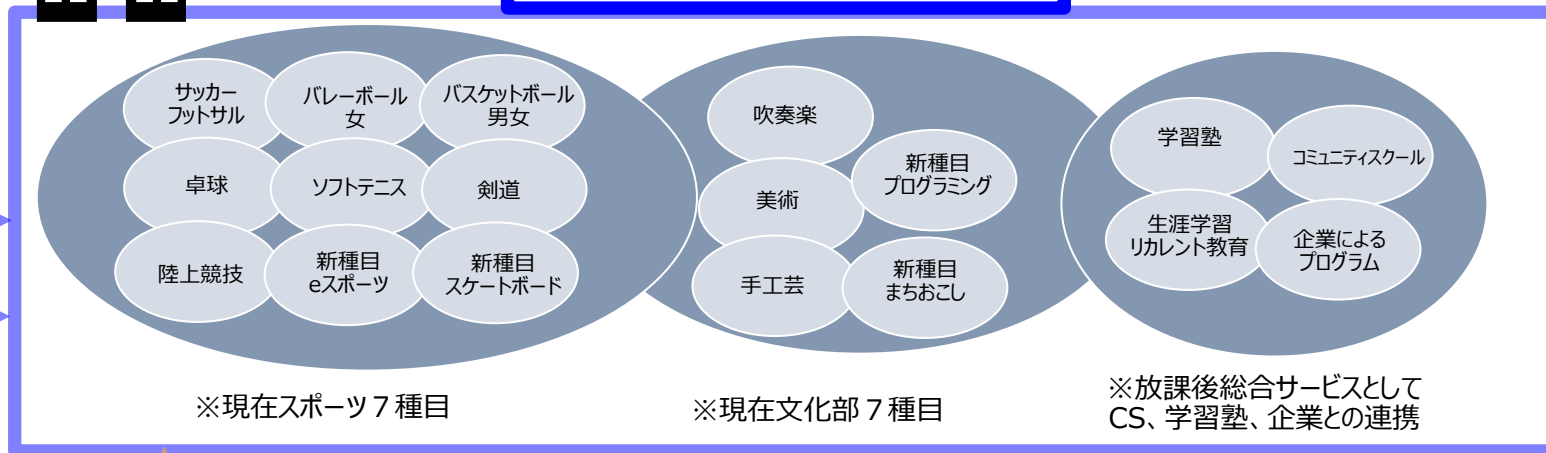 サッカー
フットサル
バレーボール
女
バスケットボール
男女
卓球
ソフトテニス
剣道
陸上競技
新種目
eスポーツ
新種目
スケートボード
※現在スポーツ７種目
吹奏楽
新種目
プログラミング
美術
手工芸
新種目
まちおこし
※現在文化部７種目
学習塾
コミュニティスクール
生涯学習
リカレント教育
企業による
プログラム
※放課後総合サービスとして
CS、学習塾、企業との連携